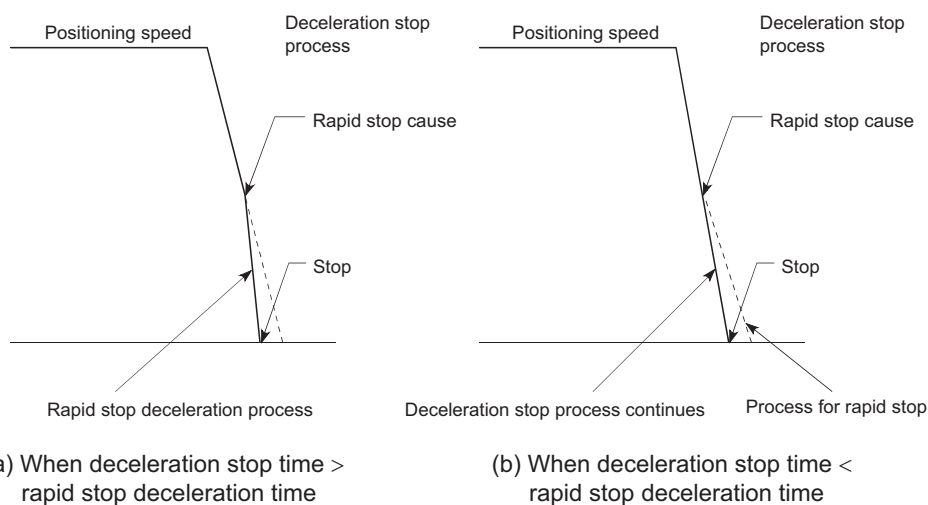 Positioning speed
Deceleration stop
process
Rapid stop cause
Stop
Rapid stop deceleration process
a) When deceleration stop time >
rapid stop deceleration time
Positioning speed
Deceleration stop
process
Rapid stop cause
Stop
Deceleration stop process continues
Process for rapid stop
(b) When deceleration stop time <
rapid stop deceleration time